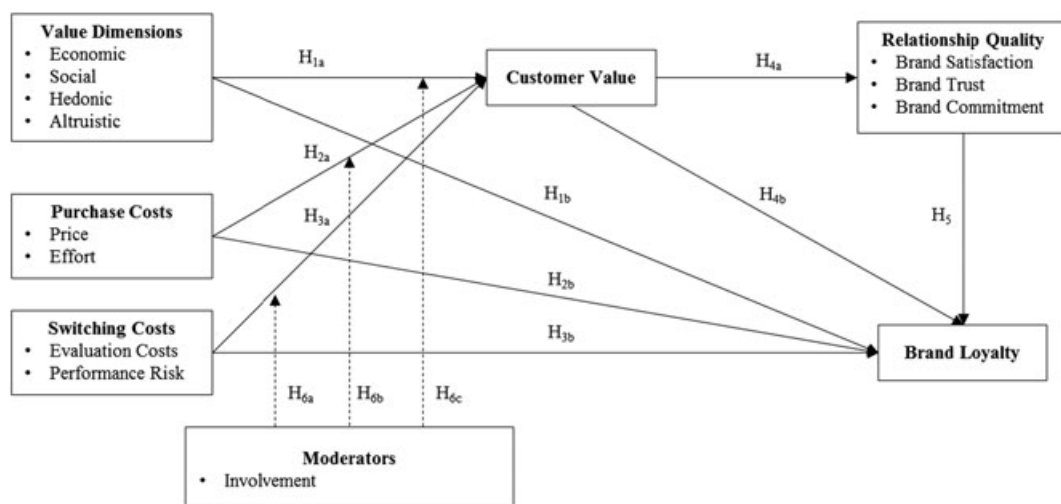 Value Dimensions
• Economic
• Social
• Hedonic
• Altruistic
H1a
Customer Value
H4a
Relationship Quality
• Brand Satisfaction
• Brand Trust
• Brand Commitment
H2a
H1b
H4b
H5
Purchase Costs
• Price
• Effort
H3a
H2b
Switching Costs
• Evaluation Costs
• Performance Risk
H3b
Brand Loyalty
H6a
H6b
H6c
Moderators
• Involvement